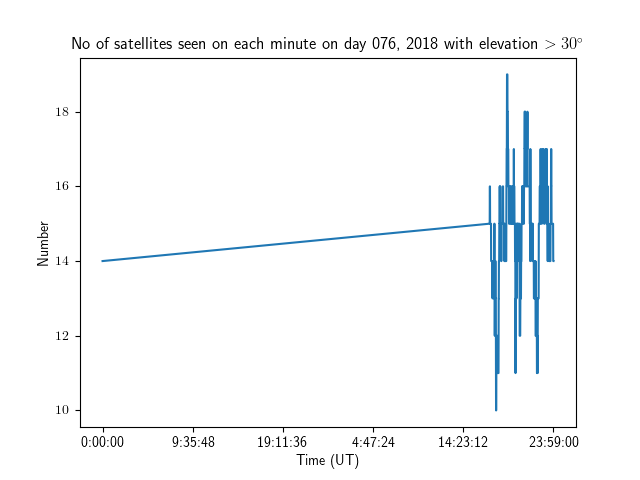 No of satellites seen on each minute on day 076, 2018 with elevation > 30°
Number
18
16
14
12
10
0:00:00 9:35:48 19:11:36 4:47:24 14:23:12 23:59:00
Time (UT)